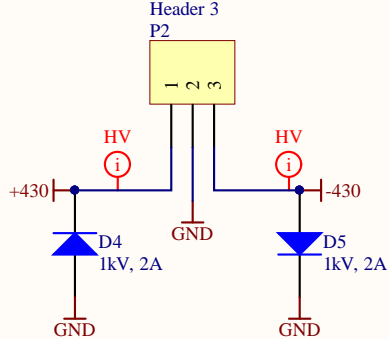 Header 3
P2
1 2 3
HV
HV
i
i
+430
-430
GND
D4
1kV, 2A
D5
1kV, 2A
GND
GND